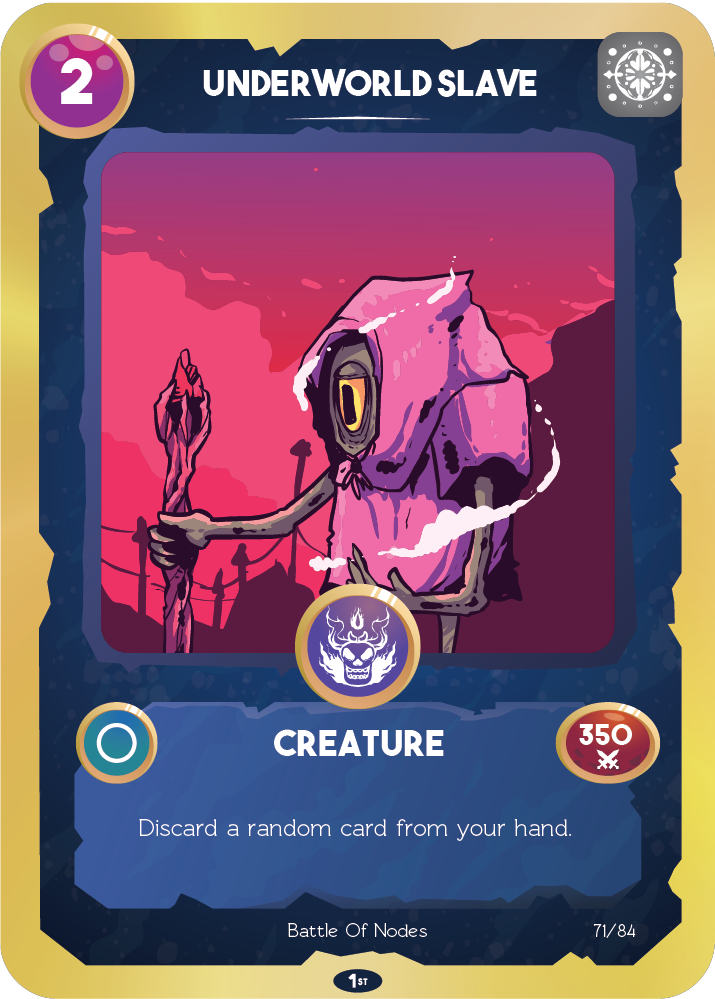 2
UNDERWORLD SLAVE
CREATURE
350
Discard a random card from your hand.
Battle Of Nodes
71/84
1ST